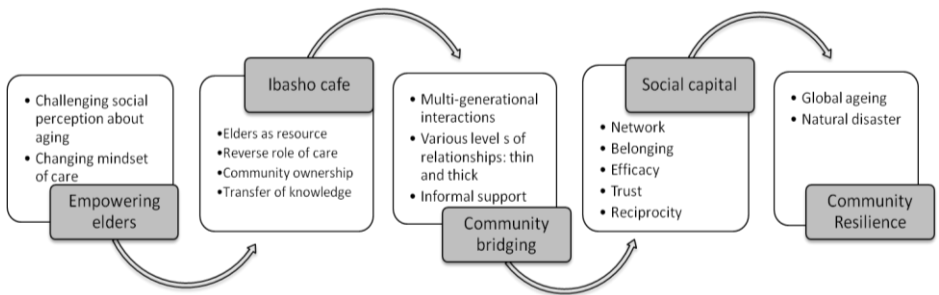 • Challenging social
perception about
aging
• Changing mindset
of care
Empowering
elders
Ibasho cafe
•Elders as resource
•Reverse role of care
•Community ownership
•Transfer of knowledge
• Multi-generational
interactions
• Various level s of
relationships: thin
and thick
• Informal support
Community
bridging
Social capital
• Network
• Belonging
• Efficacy
• Trust
• Reciprocity
• Global ageing
• Natural disaster
Community
Resilience